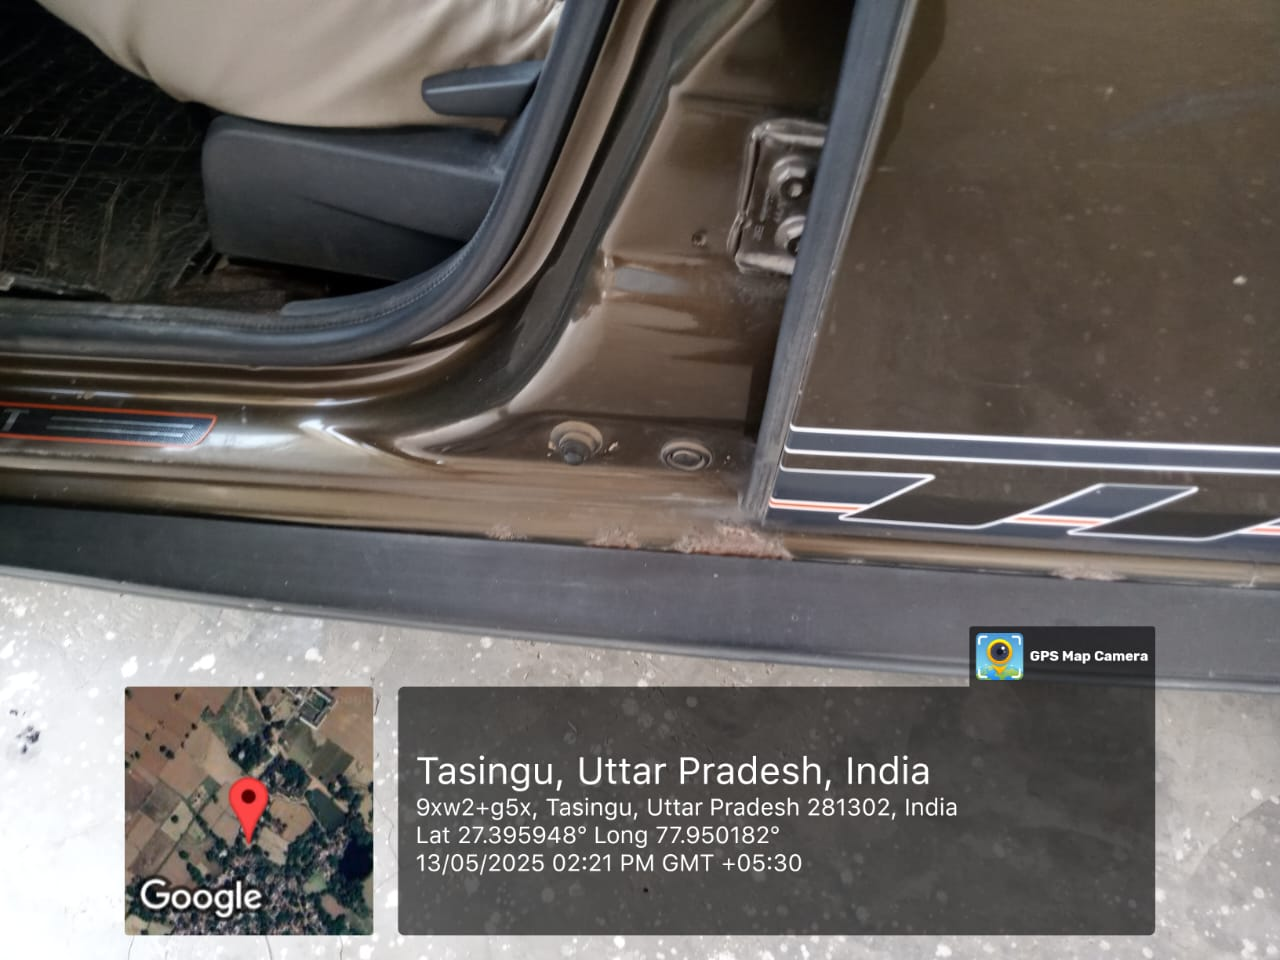 T
GPS Map Camera
Tasingu, Uttar Pradesh, India
9xw2+g5x, Tasingu, Uttar Pradesh 281302, India
Lat 27.395948° Long 77.950182°
13/05/2025 02:21 PM GMT +05:30
Google